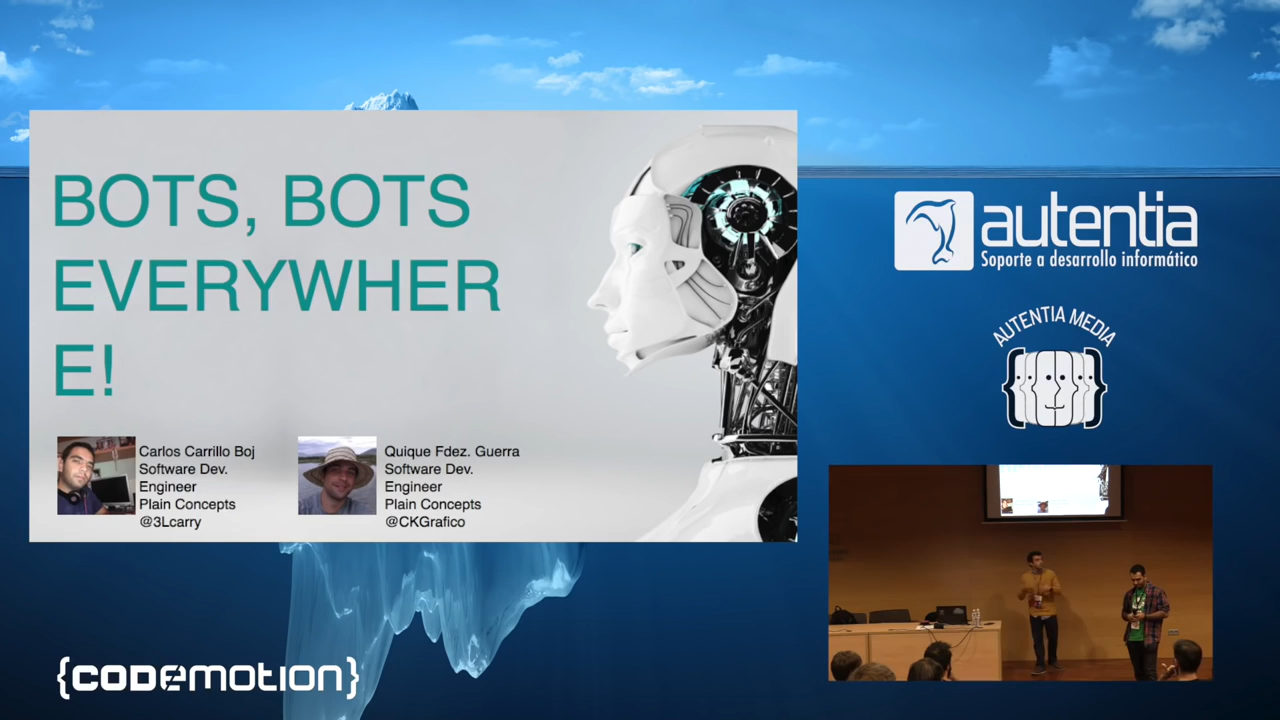 BOTS, BOTS
EVERYWHER
E!
Carlos Carrillo Boj
Software Dev.
Engineer
Plain Concepts
@3Lcarry
Quique Fdez. Guerra
Software Dev.
Engineer
Plain Concepts
@CKGrafico
autentia
Soporte a desarrollo informático
AUTENTIA MEDIA
{CODEMOTION}